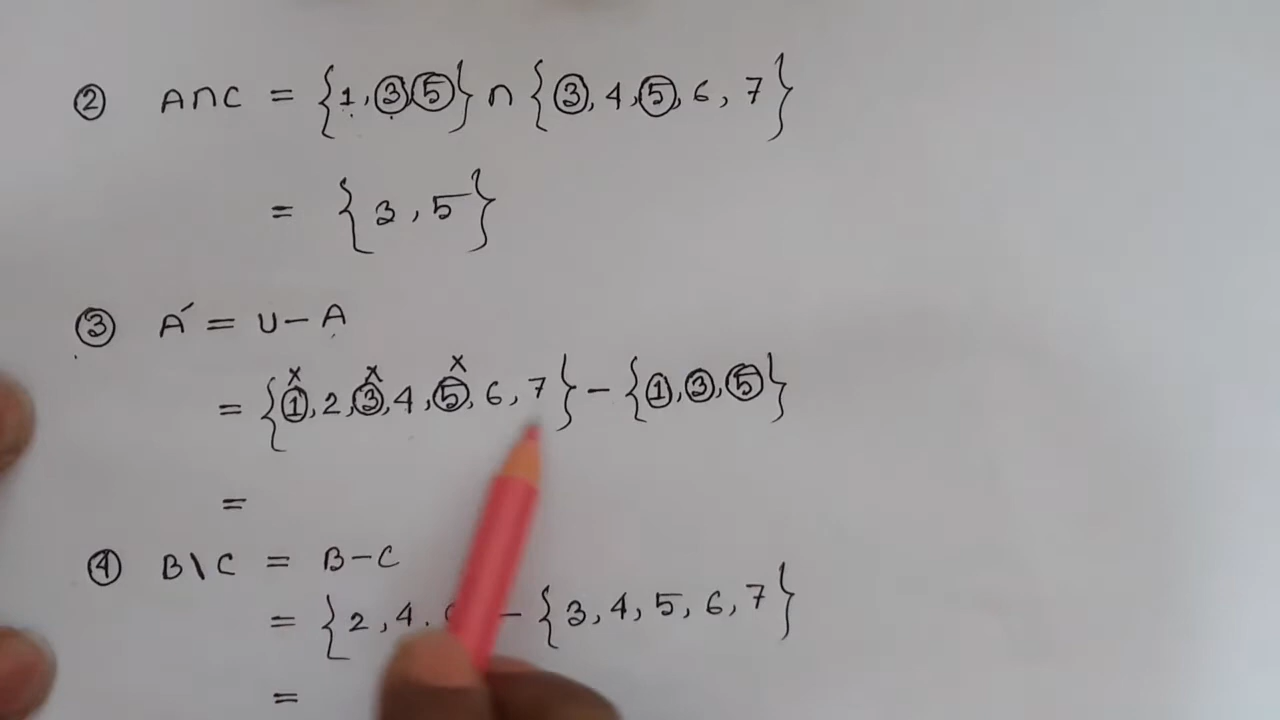 ② A∩C = {1, ③ ⑤} ∩ {③, 4, ⑤, 6, 7}
= {3, 5}
③ A′ = U − A
x x x
= {①, 2, ③, 4, ⑤, 6, 7} − {①, ③, ⑤}
=
④ B\C = B−C
= {2, 4, − {3, 4, 5, 6, 7}
=